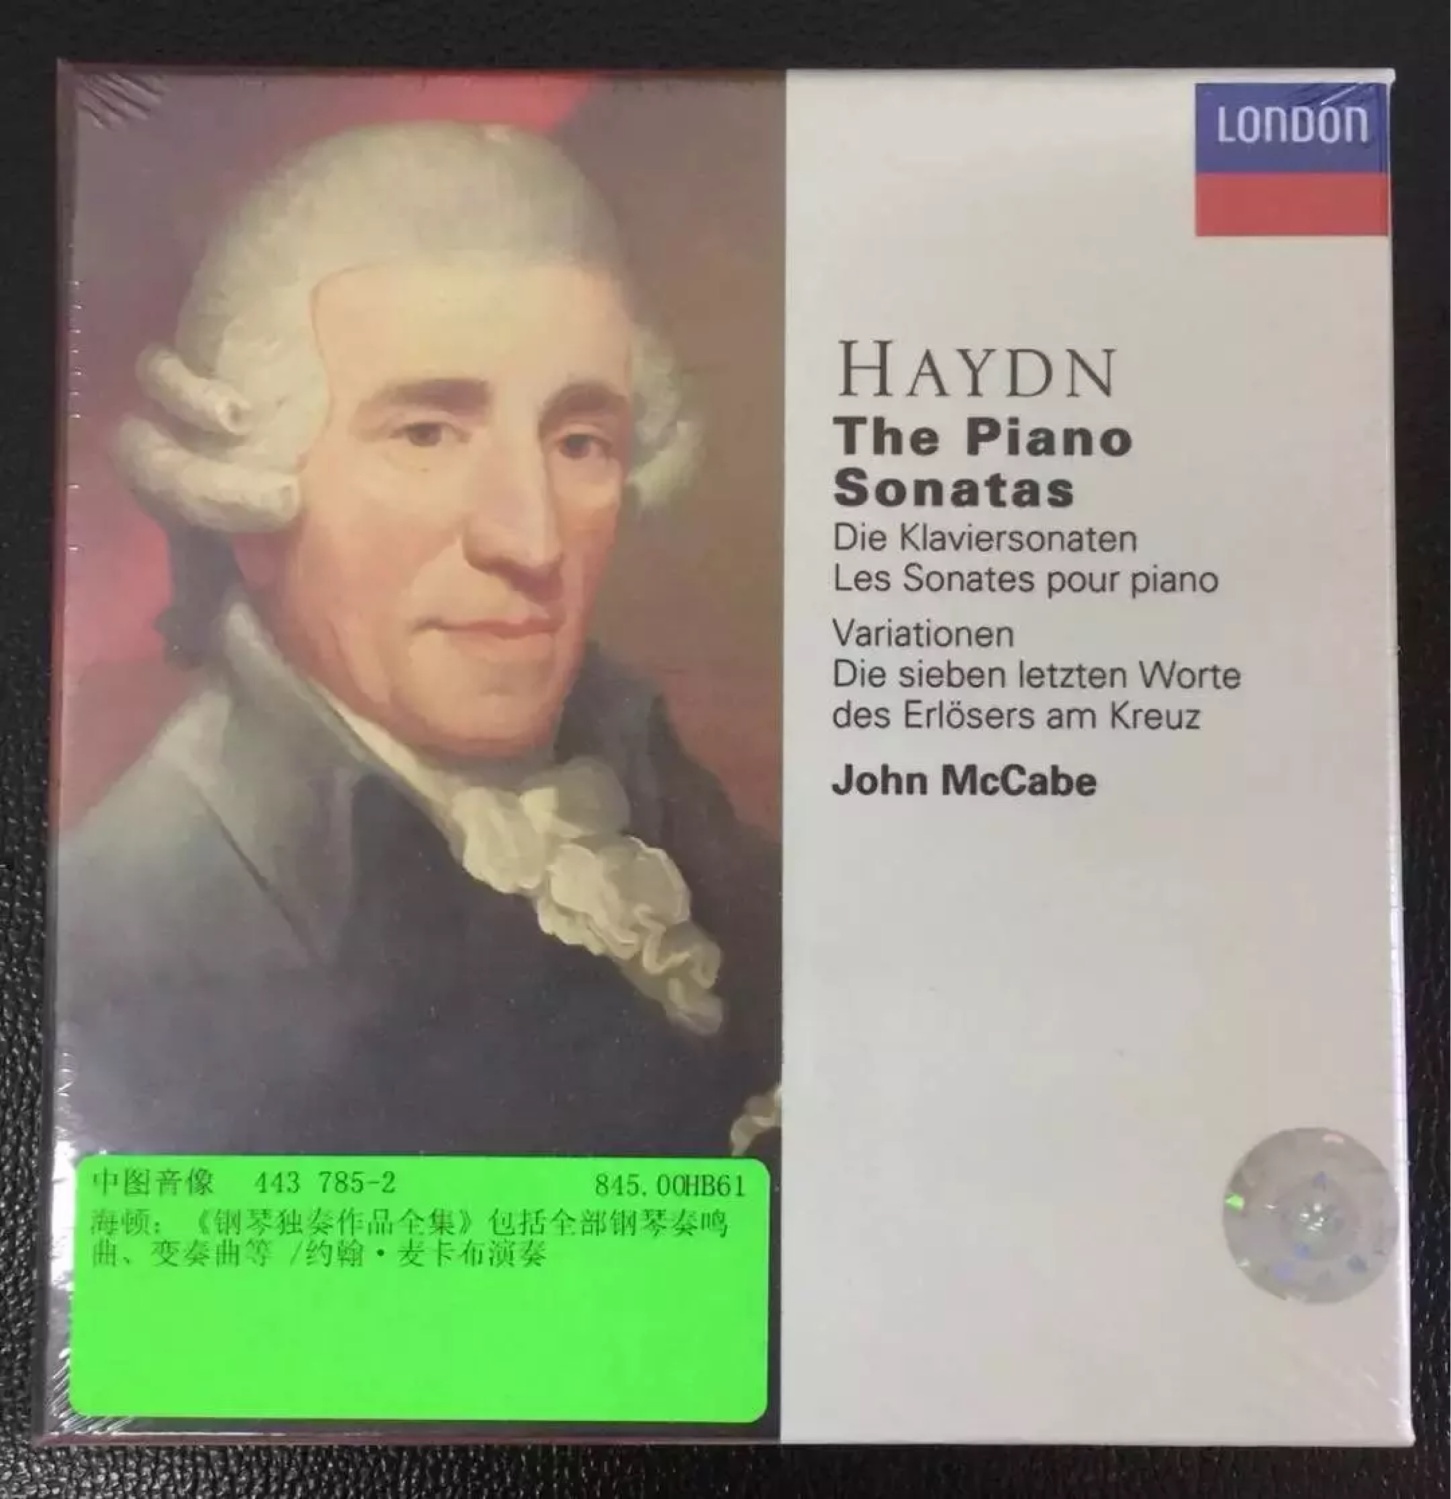 LONDON
HAYDN
The Piano
Sonatas
Die Klaviersonaten
Les Sonates pour piano
Variationen
Die sieben letzten Worte
des Erlösers am Kreuz
John McCabe
中图音像 443 785-2 845.00HB61
海顿：《钢琴独奏作品全集》包括全部钢琴奏鸣
曲、变奏曲等 /约翰·麦卡布演奏